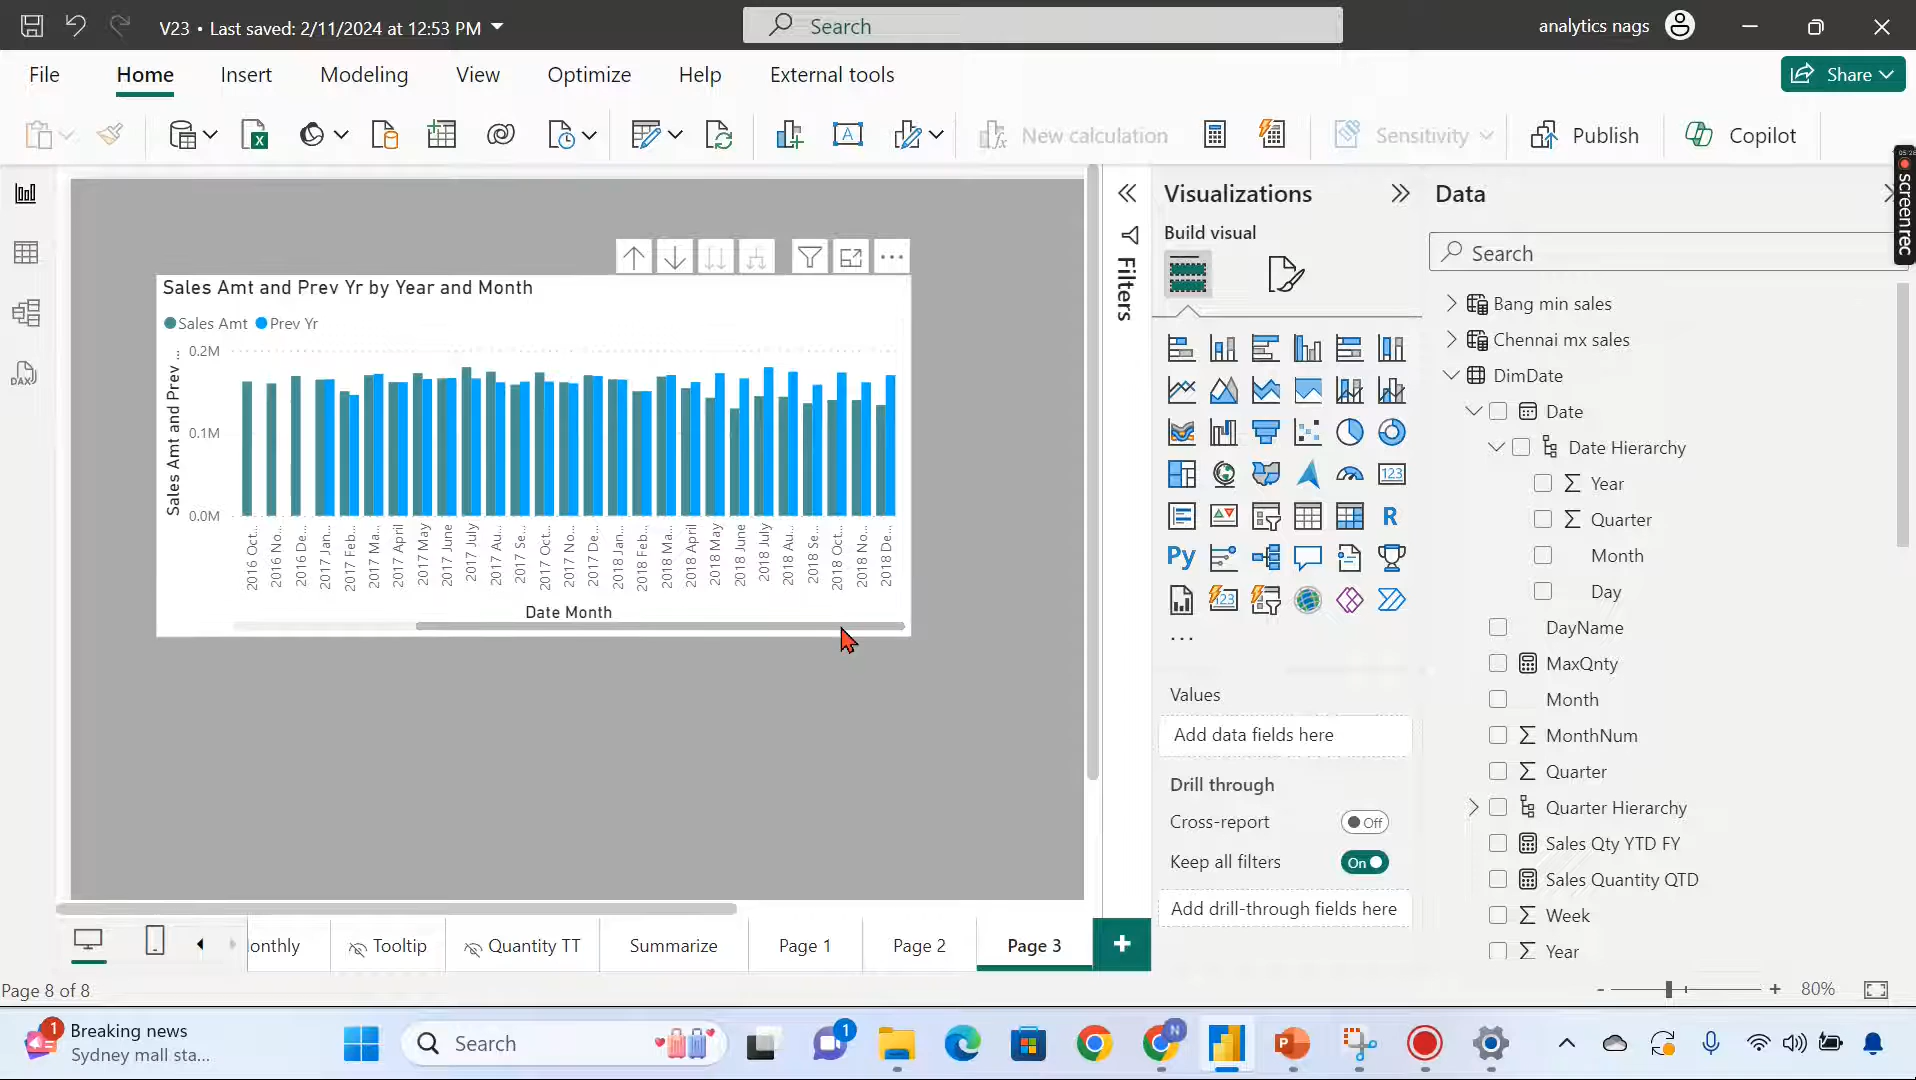 V23 • Last saved: 2/11/2024 at 12:53 PM
Search
analytics nags
File
Home
Insert
Modeling
View
Optimize
Help
External tools
Share
New calculation
Sensitivity
Publish
Copilot
Sales Amt and Prev Yr by Year and Month
Sales Amt
Prev Yr
Sales Amt and Prev ...
0.2M
0.1M
0.0M
2016 Oct...
2016 No...
2016 De...
2017 Jan...
2017 Feb...
2017 Ma...
2017 April
2017 May
2017 June
2017 July
2017 Au...
2017 Se...
2017 Oct...
2017 No...
2017 De...
2018 Jan...
2018 Feb...
2018 Ma...
2018 April
2018 May
2018 June
2018 July
2018 Au...
2018 Se...
2018 Oct...
2018 No...
2018 De...
Date Month
Filters
Visualizations
Build visual
123
R
Py
123
...
Values
Add data fields here
Drill through
Cross-report
Off
Keep all filters
On
Add drill-through fields here
Data
Search
Bang min sales
Chennai mx sales
DimDate
Date
Date Hierarchy
Year
Quarter
Month
Day
DayName
MaxQnty
Month
MonthNum
Quarter
Quarter Hierarchy
Sales Qty YTD FY
Sales Quantity QTD
Week
Year
screenrec
DAX
onthly
Tooltip
Quantity TT
Summarize
Page 1
Page 2
Page 3
+
Page 8 of 8
- + 80%
1
Breaking news
Sydney mall sta...
Search
1
N